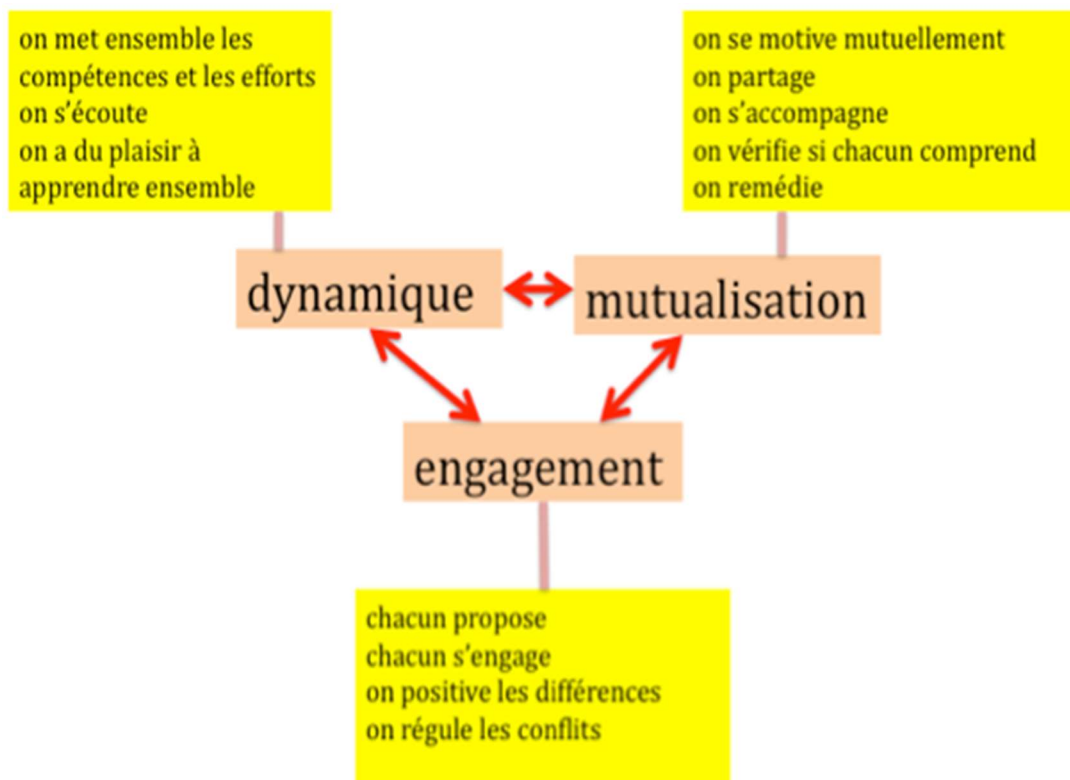 on met ensemble les
compétences et les efforts
on s'écoute
on a du plaisir à
apprendre ensemble
on se motive mutuellement
on partage
on s'accompagne
on vérifie si chacun comprend
on remédie
dynamique
mutualisation
engagement
chacun propose
chacun s'engage
on positive les différences
on régule les conflits